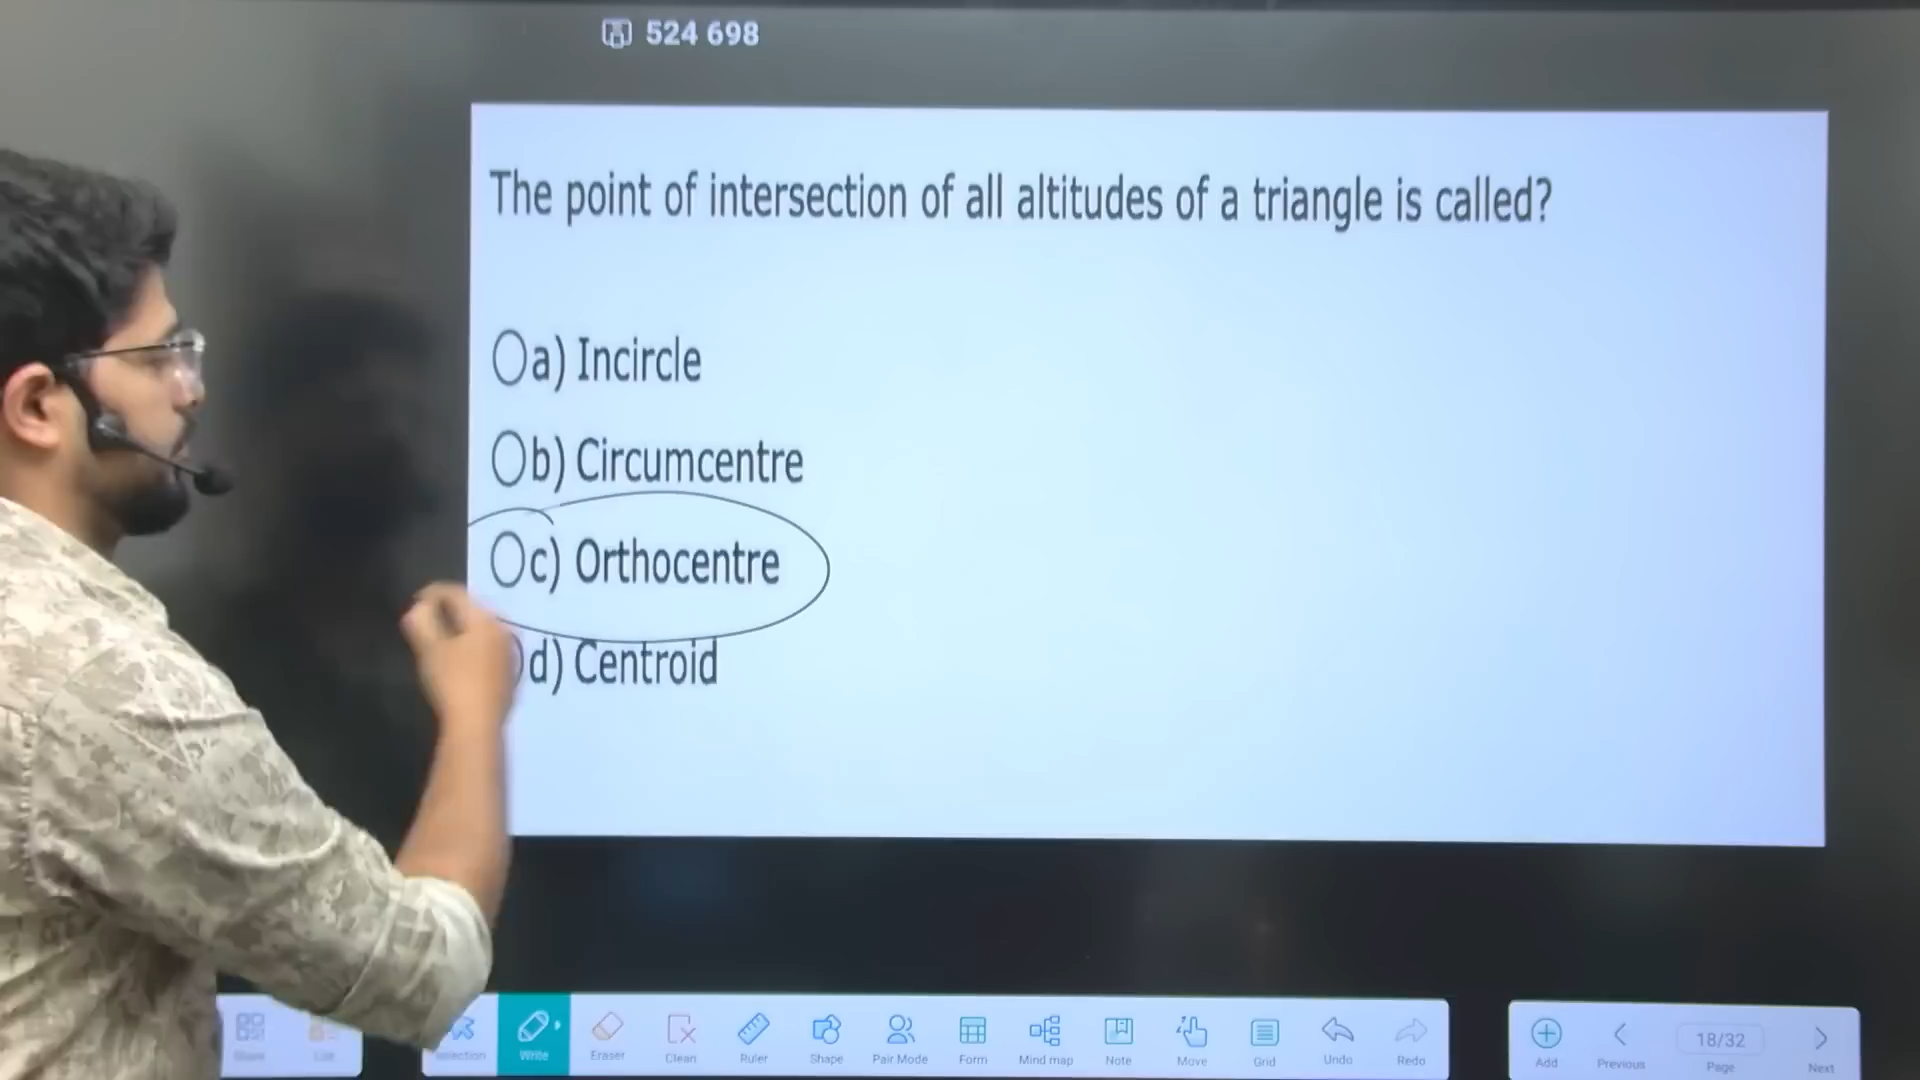 524 698
The point of intersection of all altitudes of a triangle is called?
a) Incircle
b) Circumcentre
c) Orthocentre
d) Centroid
Write Eraser Clean Ruler Shape Pair Mode Form Mind map Note Move Grid Undo Redo
Add Previous 18/32 Page Next